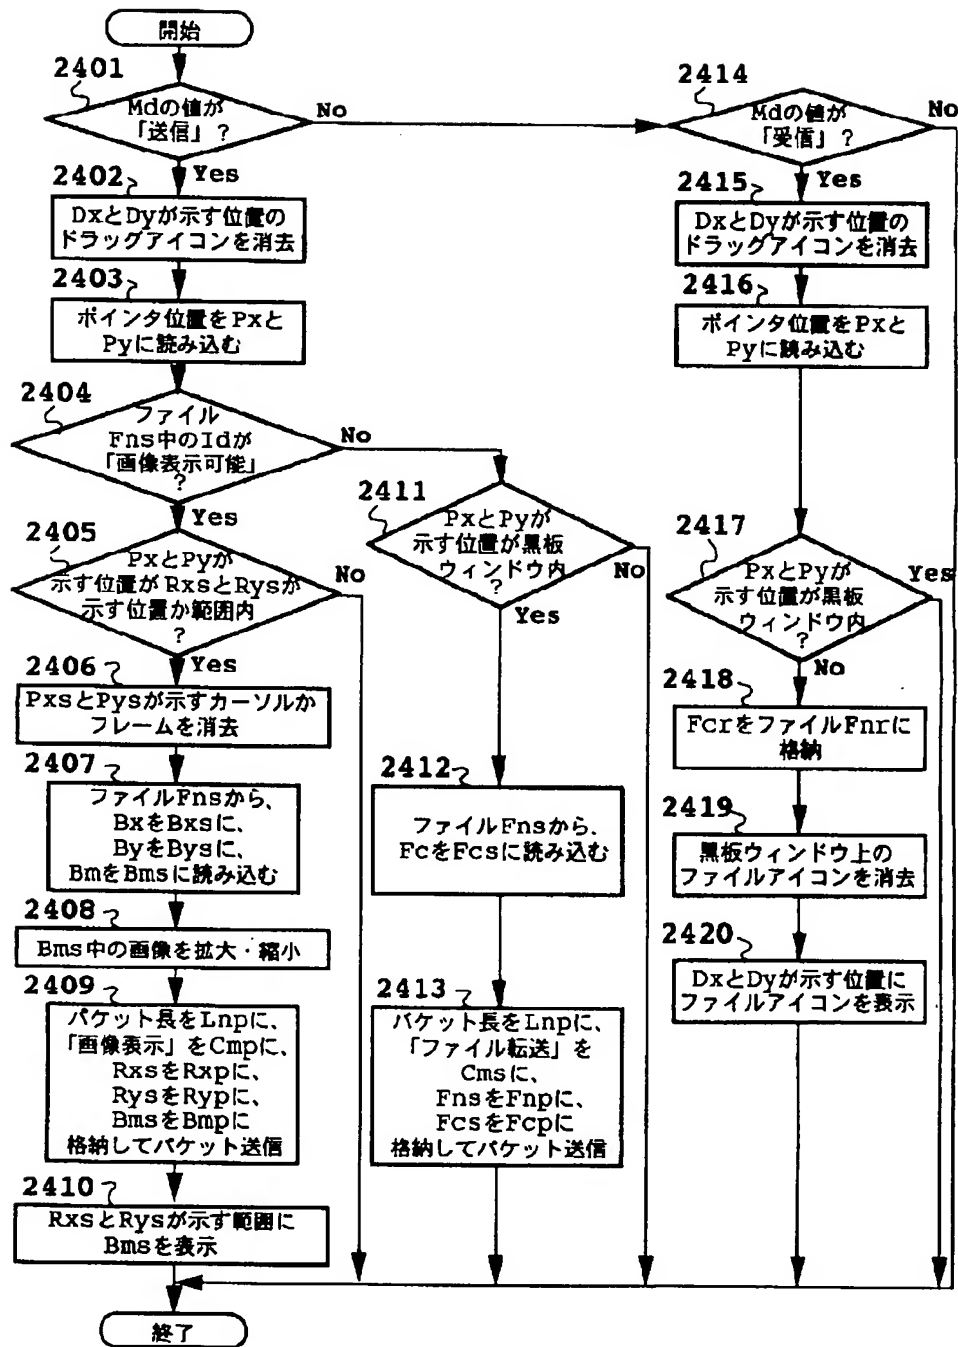 開始
2401
Mdの値が
「送信」?
No
Yes
2402
DxとDyが示す位置の
ドラッグアイコンを消去
2403
ポインタ位置をPxと
Pyに読み込む
2404
ファイル
Fns中のIdが
「画像表示可能」
?
No
Yes
2405
PxとPyが
示す位置がRxsとRysが
示す位置か範囲内
?
No
Yes
2406
PxsとPysが示すカーソルか
フレームを消去
2407
ファイルFnsから、
BxをBxsに、
ByをBysに、
BmをBmsに読み込む
2408
Bms中の画像を拡大・縮小
2409
パケット長をLnpに、
「画像表示」をCmpに、
RxsをRxpに、
RysをRypに、
BmsをBmpに
格納してパケット送信
2410
RxsとRysが示す範囲に
Bmsを表示
終了
2411
PxとPyが
示す位置が黒板
ウィンドウ内
?
No
Yes
2412
ファイルFnsから、
FcをFcsに読み込む
2413
パケット長をLnpに、
「ファイル転送」を
Cmsに、
FnsをFnpに、
FcsをFcpに
格納してパケット送信
2414
Mdの値が
「受信」?
No
Yes
2415
DxとDyが示す位置の
ドラッグアイコンを消去
2416
ポインタ位置をPxと
Pyに読み込む
2417
PxとPyが
示す位置が黒板
ウィンドウ内
?
Yes
No
2418
FcrをファイルFnrに
格納
2419
黒板ウィンドウ上の
ファイルアイコンを消去
2420
DxとDyが示す位置に
ファイルアイコンを表示